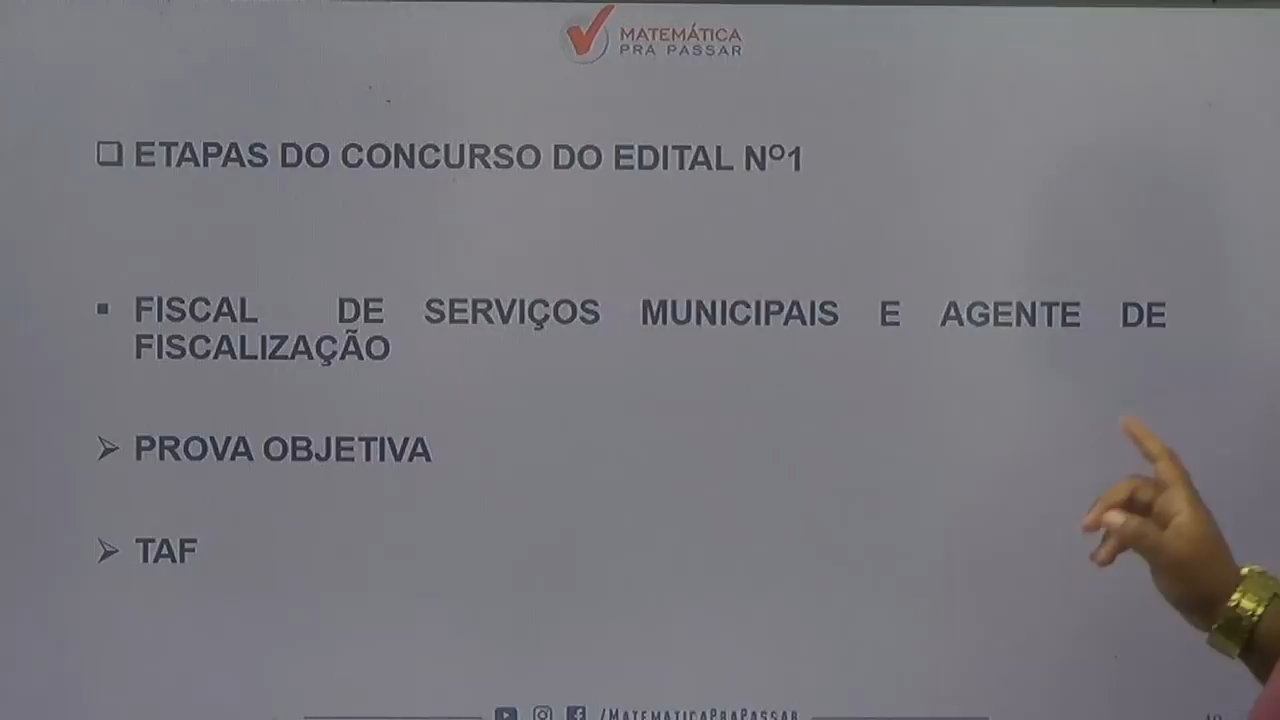 MATEMÁTICA
PRA PASSAR
ETAPAS DO CONCURSO DO EDITAL Nº1
FISCAL DE SERVIÇOS MUNICIPAIS E AGENTE DE
FISCALIZAÇÃO
PROVA OBJETIVA
TAF
/MATEMATICAPRAPASSAR